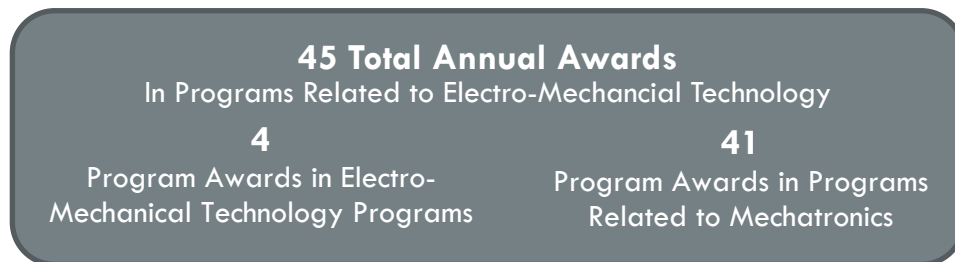 45 Total Annual Awards
In Programs Related to Electro-Mechancial Technology
4
Program Awards in Electro-
Mechanical Technology Programs
41
Program Awards in Programs
Related to Mechatronics